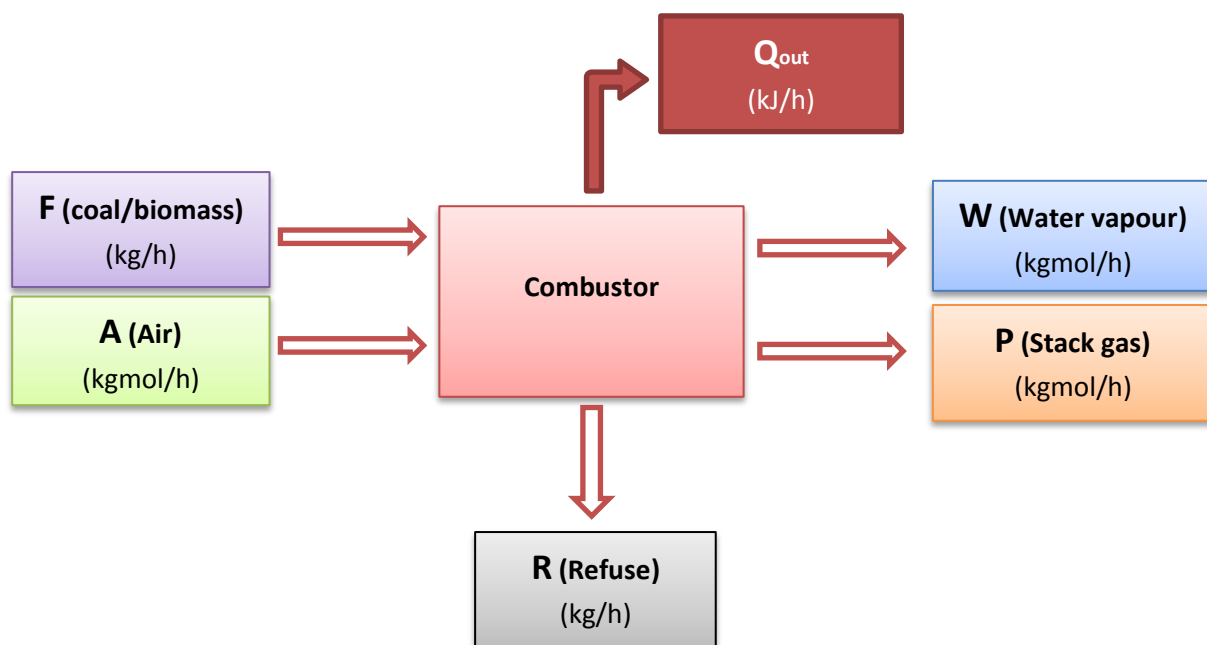 Qout
(kJ/h)
F (coal/biomass)
(kg/h)
A (Air)
(kgmol/h)
Combustor
W (Water vapour)
(kgmol/h)
P (Stack gas)
(kgmol/h)
R (Refuse)
(kg/h)